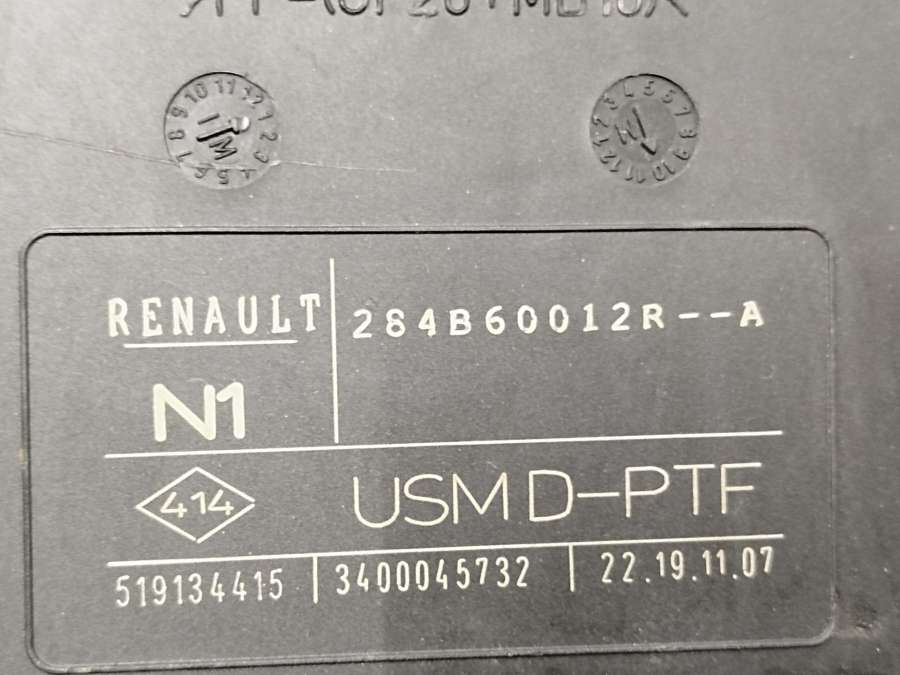 RENAULT 284B60012R--A
N1
414 USM D-PTF
519134415 3400045732 22.19.11.07